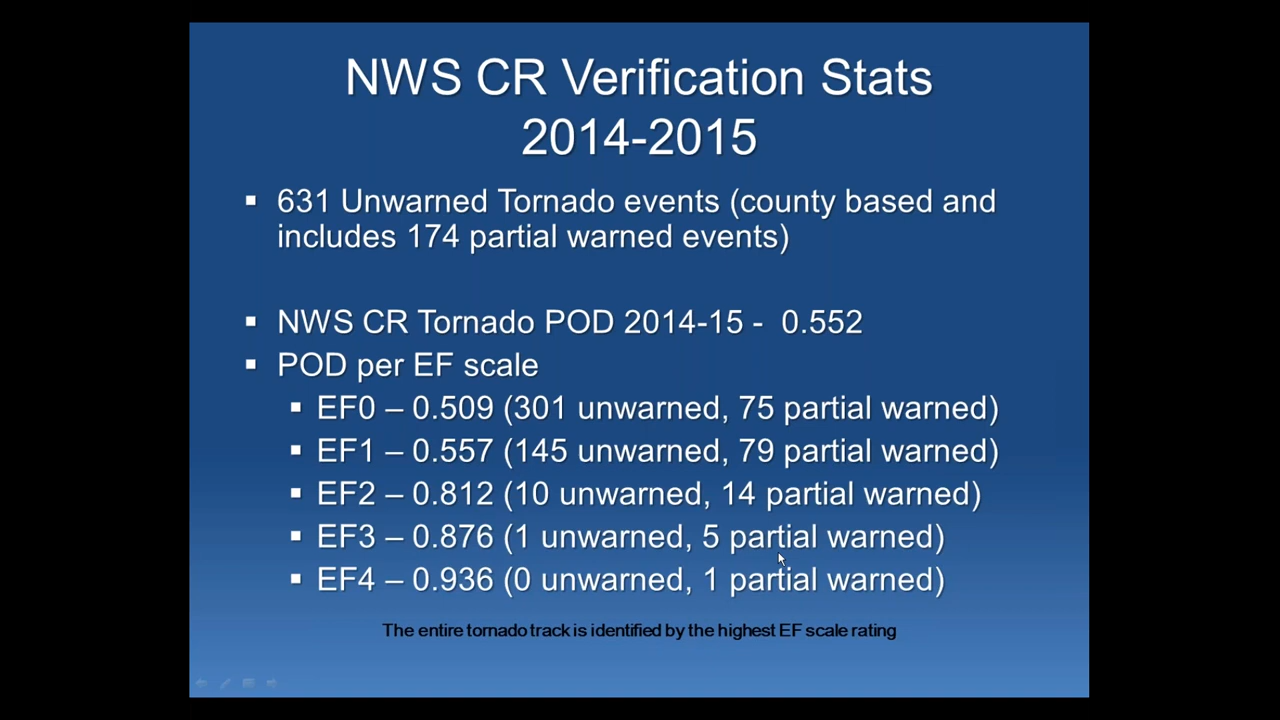 NWS CR Verification Stats
2014-2015
▪ 631 Unwarned Tornado events (county based and
includes 174 partial warned events)
▪ NWS CR Tornado POD 2014-15 - 0.552
▪ POD per EF scale
▪ EF0 – 0.509 (301 unwarned, 75 partial warned)
▪ EF1 – 0.557 (145 unwarned, 79 partial warned)
▪ EF2 – 0.812 (10 unwarned, 14 partial warned)
▪ EF3 – 0.876 (1 unwarned, 5 partial warned)
▪ EF4 – 0.936 (0 unwarned, 1 partial warned)
The entire tornado track is identified by the highest EF scale rating